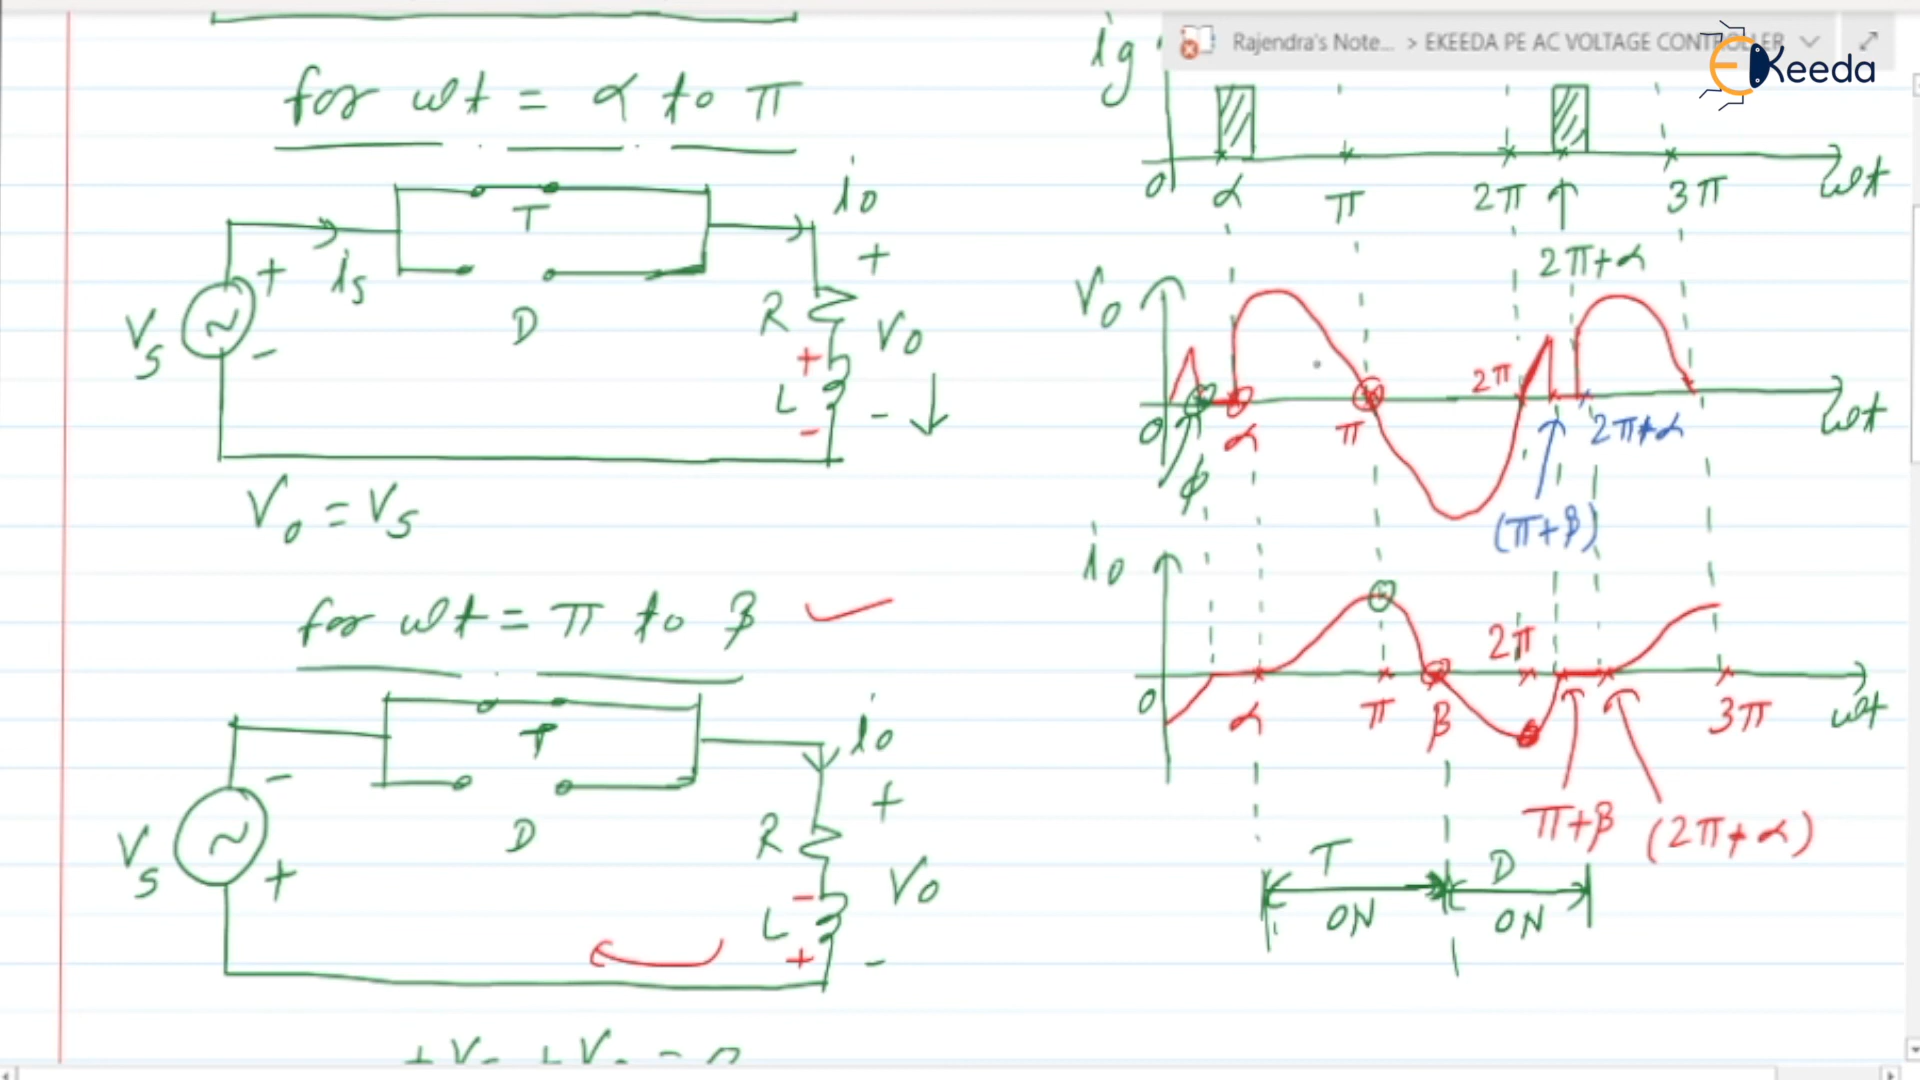 Rajendra's Note... > EKEEDA PE AC VOLTAGE CONTROLLER
EKeeda
for ωt = α to π
T
D
is
io
+
-
Vs
R
+
L
-
+
Vo
-
Vo = Vs
for ωt = π to β
T
D
io
-
Vs
+
R
-
L
+
+
Vo
-
ig
0 α π 2π 3π ωt
2π+α
Vo
2π
0 α π 2π+α ωt
φ
(π+β)
io
2π
0 α π β 3π ωt
π+β (2π+α)
T D
ON ON